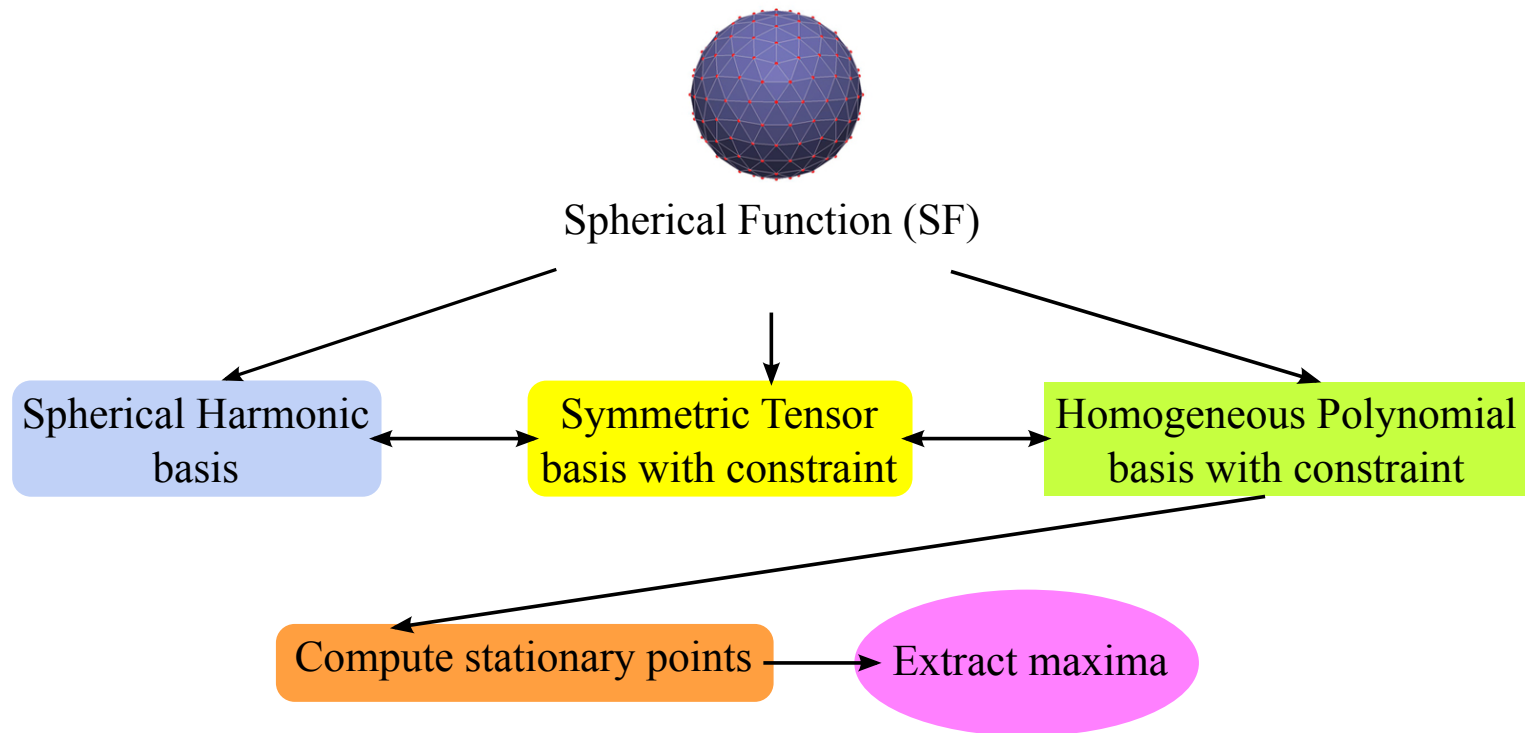 Spherical Function (SF)
Spherical Harmonic
basis
Symmetric Tensor
basis with constraint
Homogeneous Polynomial
basis with constraint
Compute stationary points
Extract maxima